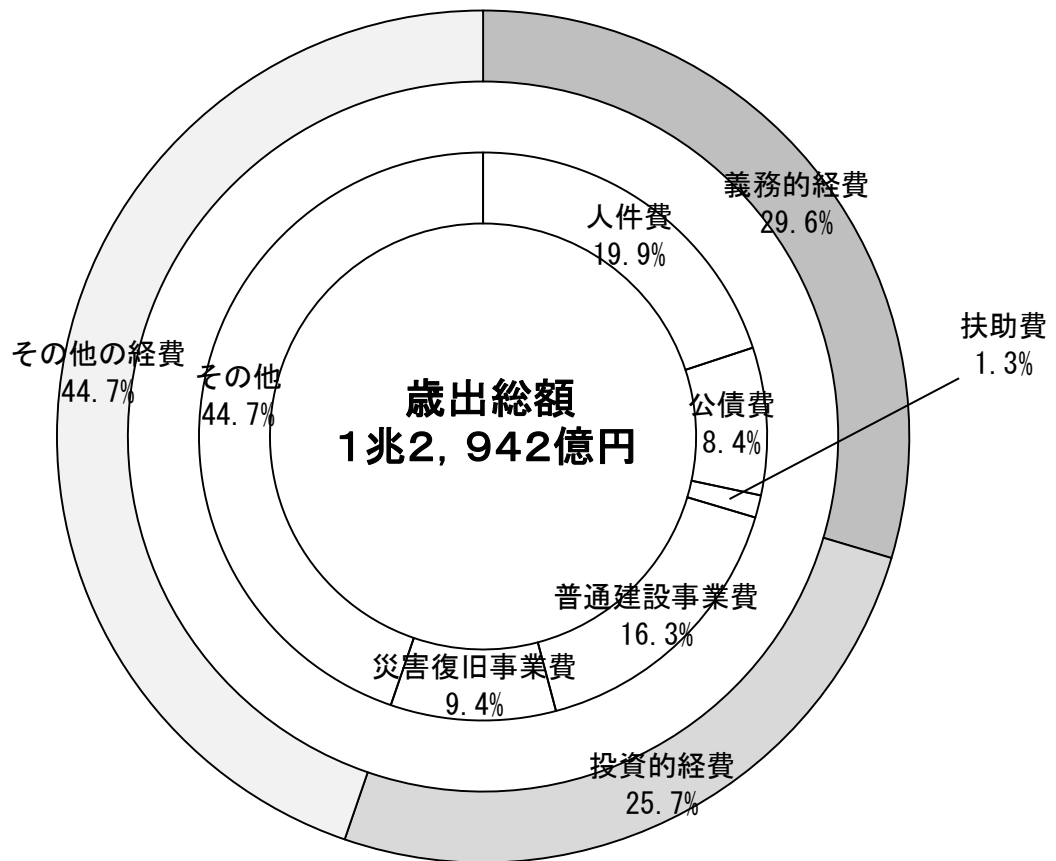 義務的経費
29.6%
人件費
19.9%
扶助費
1.3%
その他の経費
44.7%
その他
44.7%
歳出総額
1兆2,942億円
公債費
8.4%
普通建設事業費
16.3%
災害復旧事業費
9.4%
投資的経費
25.7%